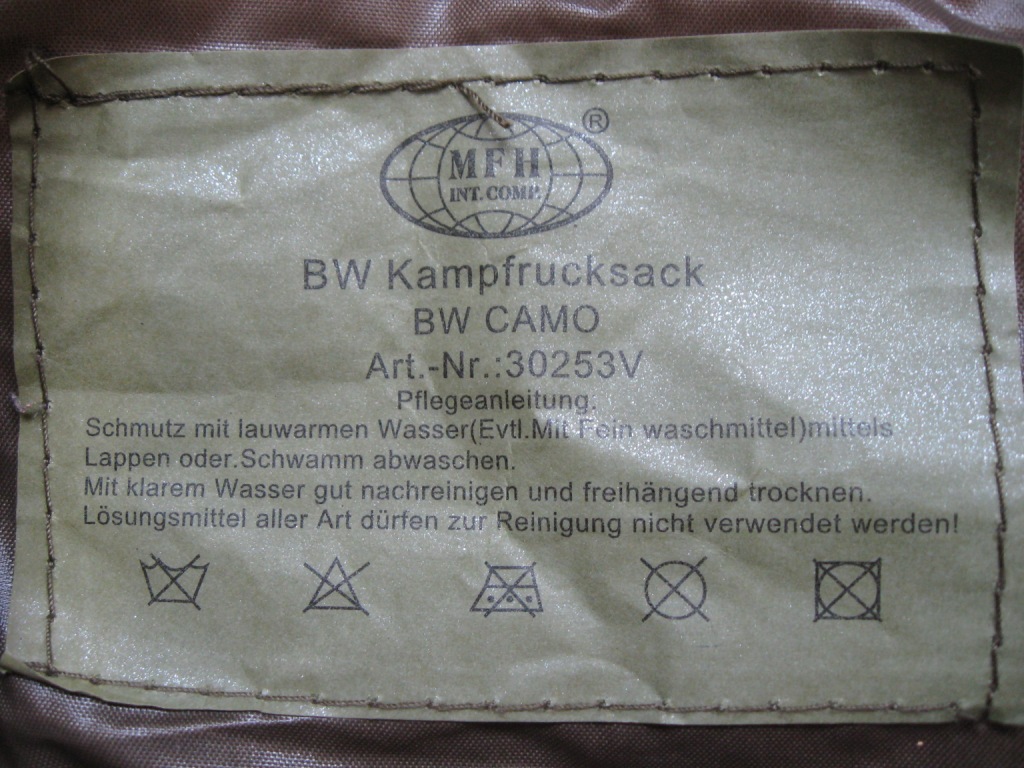 ®
MFH
INT. COMP.
BW Kampfrucksack
BW CAMO
Art.-Nr.:30253V
Pflegeanleitung.
Schmutz mit lauwarmen Wasser(Evtl.Mit Fein waschmittel)mittels
Lappen oder.Schwamm abwaschen.
Mit klarem Wasser gut nachreinigen und freihängend trocknen.
Lösungsmittel aller Art dürfen zur Reinigung nicht verwendet werden!